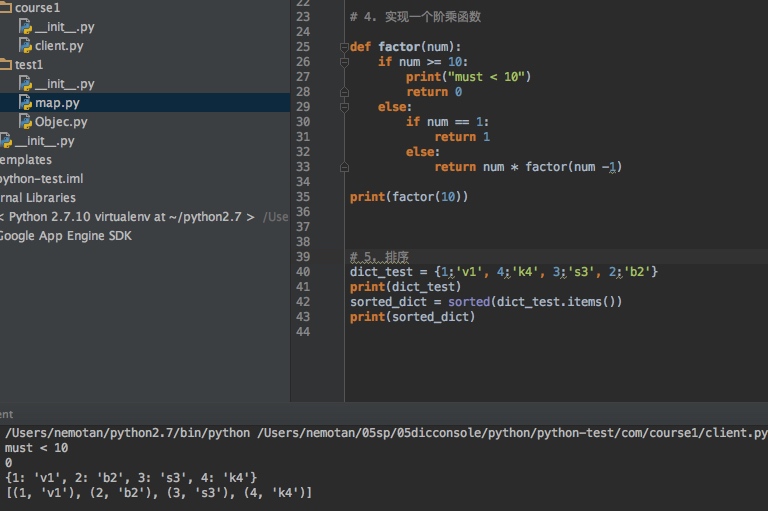 course1
__init__.py
client.py
test1
__init__.py
map.py
Objec.py
__init__.py
emplates
ython-test.iml
rnal Libraries
< Python 2.7.10 virtualenv at ~/python2.7 > /Use
Google App Engine SDK
22
23 # 4. 实现一个阶乘函数
24
25 def factor(num):
26 if num >= 10:
27 print("must < 10")
28 return 0
29 else:
30 if num == 1:
31 return 1
32 else:
33 return num * factor(num -1)
34
35 print(factor(10))
36
37
38
39 # 5. 排序
40 dict_test = {1:'v1', 4:'k4', 3:'s3', 2:'b2'}
41 print(dict_test)
42 sorted_dict = sorted(dict_test.items())
43 print(sorted_dict)
44
ent
/Users/nemotan/python2.7/bin/python /Users/nemotan/05sp/05dicconsole/python/python-test/com/course1/client.py
must < 10
0
{1: 'v1', 2: 'b2', 3: 's3', 4: 'k4'}
[(1, 'v1'), (2, 'b2'), (3, 's3'), (4, 'k4')]